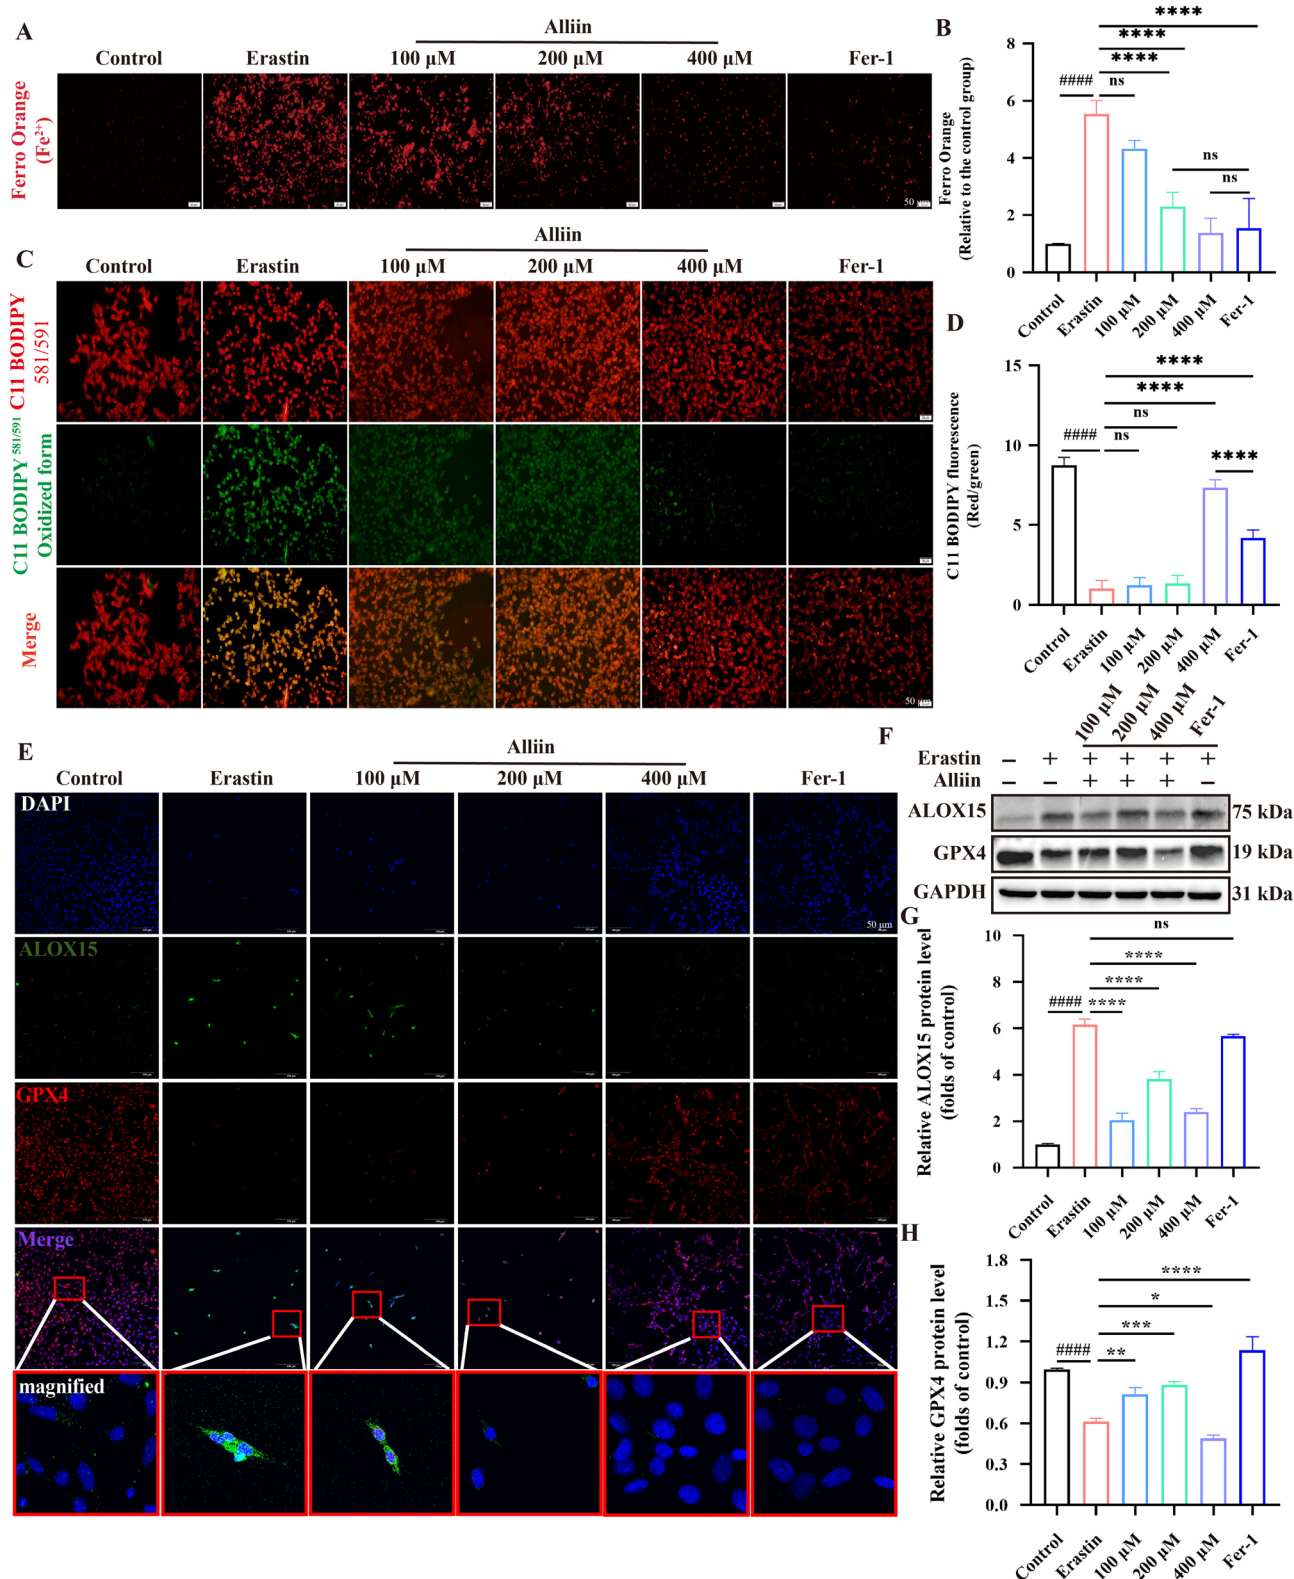 A
Alliin
Control Erastin 100 μM 200 μM 400 μM Fer-1
Ferro Orange
(Fe²⁺)
50 μm
B
Ferro Orange
(Relative to the control group)
8
6
4
2
0
####
ns
****
****
****
ns
ns
Control Erastin 100 μM 200 μM 400 μM Fer-1
C
Alliin
Control Erastin 100 μM 200 μM 400 μM Fer-1
C11 BODIPY
581/591
C11 BODIPY⁵⁸¹/⁵⁹¹
Oxidized form
Merge
50 μm
D
C11 BODIPY fluorescence
(Red/green)
15
10
5
0
####
ns
ns
****
****
****
Control Erastin 100 μM 200 μM 400 μM Fer-1
E
Alliin
Control Erastin 100 μM 200 μM 400 μM Fer-1
DAPI
50 μm
ALOX15
GPX4
Merge
magnified
F
100 μM 200 μM 400 μM Fer-1
Erastin − + + + + +
Alliin − − + + + −
ALOX15 75 kDa
GPX4 19 kDa
GAPDH 31 kDa
G
Relative ALOX15 protein level
(folds of control)
10
8
6
4
2
0
####
****
****
****
ns
Control Erastin 100 μM 200 μM 400 μM Fer-1
H
Relative GPX4 protein level
(folds of control)
1.8
1.5
1.2
0.9
0.6
0.3
0.0
####
**
***
*
****
Control Erastin 100 μM 200 μM 400 μM Fer-1